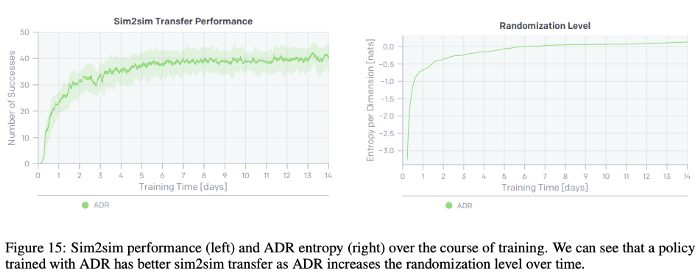 Sim2sim Transfer Performance
Number of Successes
50
40
30
20
10
0
0 1 2 3 4 5 6 7 8 9 10 11 12 13 14
Training Time [days]
ADR
Randomization Level
Entropy per Dimension [nats]
0.0
−0.5
−1.0
−1.5
−2.0
−2.5
−3.0
0 1 2 3 4 5 6 7 8 9 10 11 12 13 14
Training Time [days]
ADR
Figure 15: Sim2sim performance (left) and ADR entropy (right) over the course of training. We can see that a policy
trained with ADR has better sim2sim transfer as ADR increases the randomization level over time.